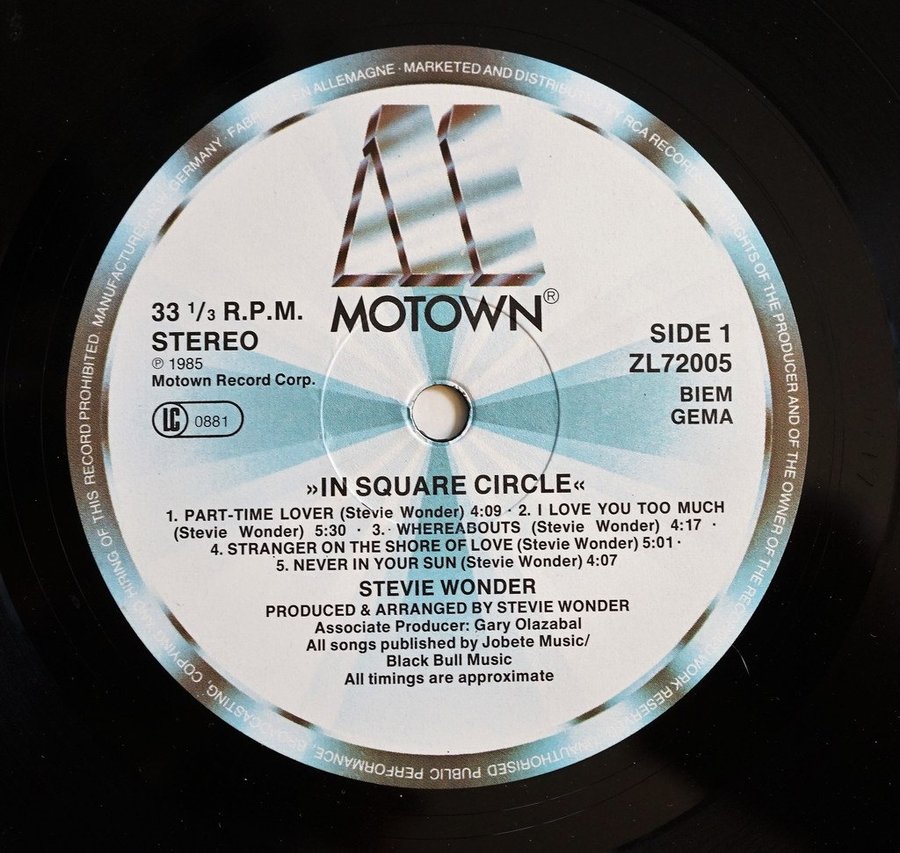 MANUFACTURED IN W. GERMANY · FABRIQUE EN ALLEMAGNE · MARKETED AND DISTRIBUTED BY RCA RECORDS
RIGHTS OF THE PRODUCER AND OF THE OWNER OF THE RECORDED WORK RESERVED
UNAUTHORISED PUBLIC PERFORMANCE, BROADCASTING, COPYING AND HIRING OF THIS RECORD PROHIBITED.
MOTOWN®
33 1/3 R.P.M.
STEREO
℗ 1985
Motown Record Corp.
LC 0881
SIDE 1
ZL72005
BIEM
GEMA
»IN SQUARE CIRCLE«
1. PART-TIME LOVER (Stevie Wonder) 4:09 · 2. I LOVE YOU TOO MUCH
(Stevie Wonder) 5:30 · 3. WHEREABOUTS (Stevie Wonder) 4:17 ·
4. STRANGER ON THE SHORE OF LOVE (Stevie Wonder) 5:01 ·
5. NEVER IN YOUR SUN (Stevie Wonder) 4:07
STEVIE WONDER
PRODUCED & ARRANGED BY STEVIE WONDER
Associate Producer: Gary Olazabal
All songs published by Jobete Music/
Black Bull Music
All timings are approximate